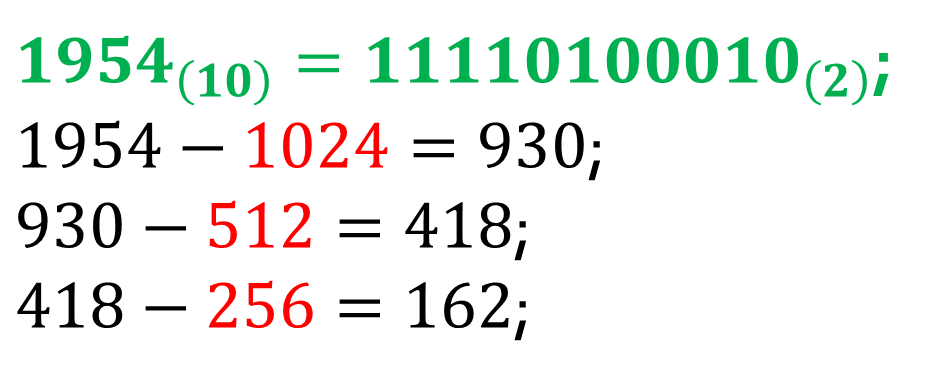 1954₍₁₀₎ = 11110100010₍₂₎;
1954 − 1024 = 930;
930 − 512 = 418;
418 − 256 = 162;